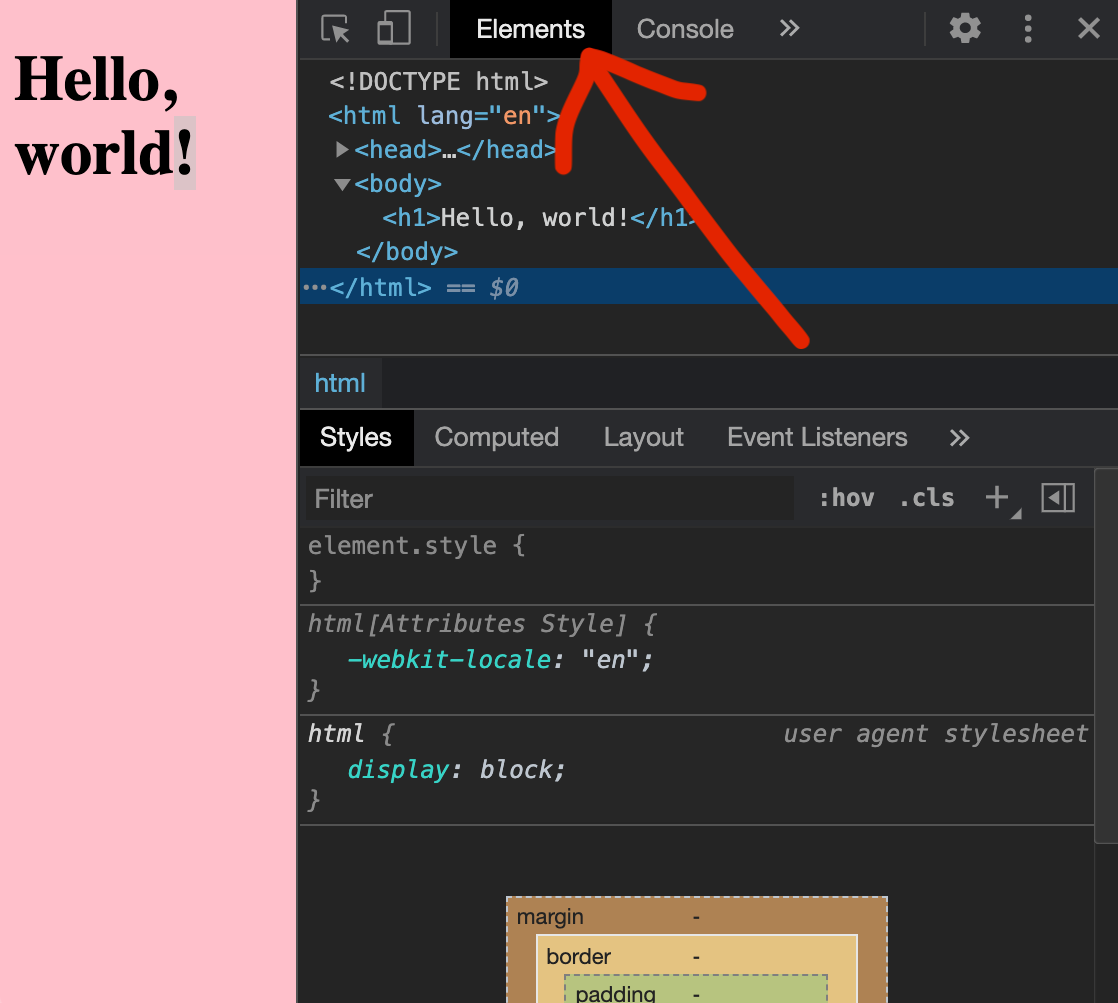 Hello,
world!
Elements Console
<!DOCTYPE html>
<html lang="en">
<head>…</head>
<body>
<h1>Hello, world!</h1>
</body>
…</html> == $0
html
Styles Computed Layout Event Listeners
Filter :hov .cls +
element.style {
}
html[Attributes Style] {
-webkit-locale: "en";
}
html { user agent stylesheet
display: block;
}
margin -
border -
padding -